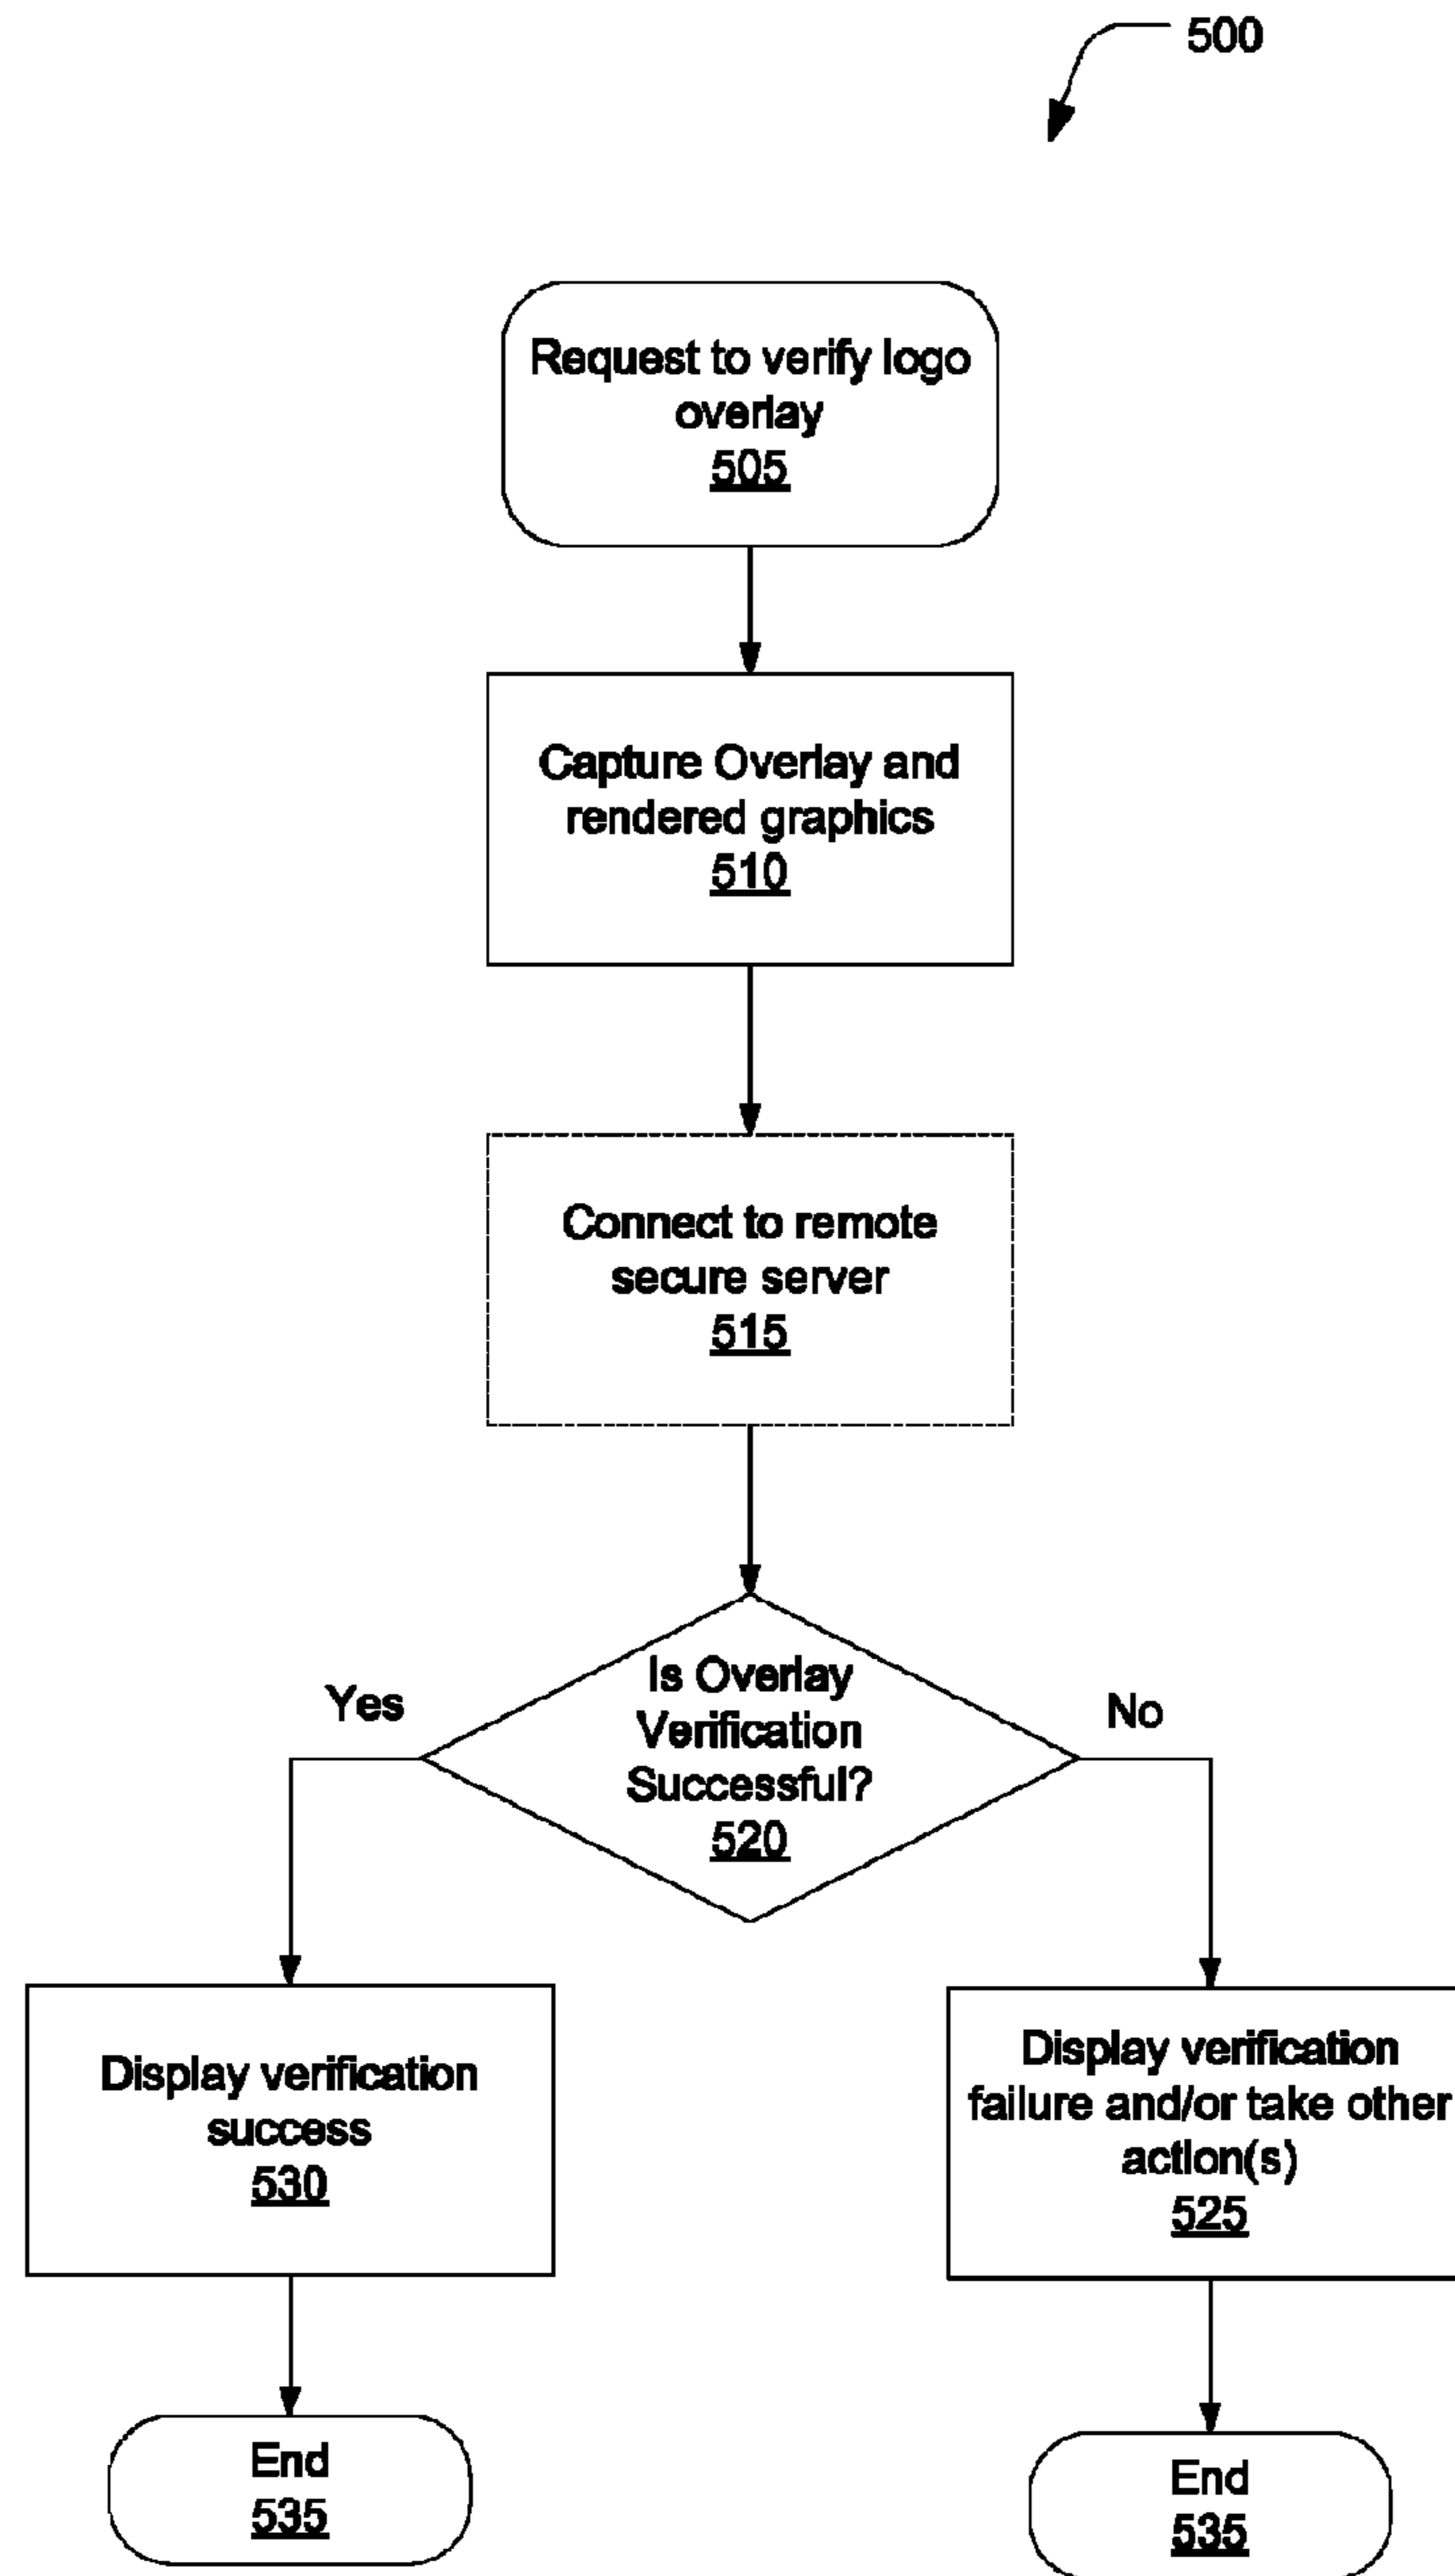 500
Request to verify logo
overlay
505
Capture Overlay and
rendered graphics
510
Connect to remote
secure server
515
Is Overlay
Verification
Successful?
520
Yes
No
Display verification
success
530
Display verification
failure and/or take other
action(s)
525
End
535
End
535